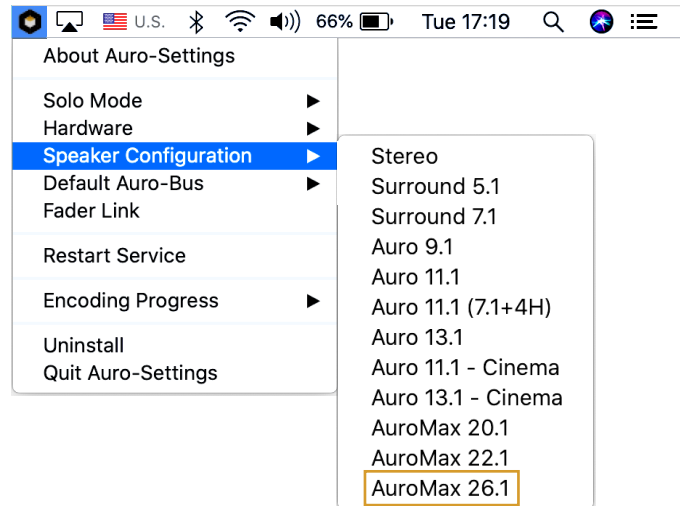 U.S. 66% Tue 17:19
About Auro-Settings
Solo Mode
Hardware
Speaker Configuration
Default Auro-Bus
Fader Link
Restart Service
Encoding Progress
Uninstall
Quit Auro-Settings
Stereo
Surround 5.1
Surround 7.1
Auro 9.1
Auro 11.1
Auro 11.1 (7.1+4H)
Auro 13.1
Auro 11.1 - Cinema
Auro 13.1 - Cinema
AuroMax 20.1
AuroMax 22.1
AuroMax 26.1